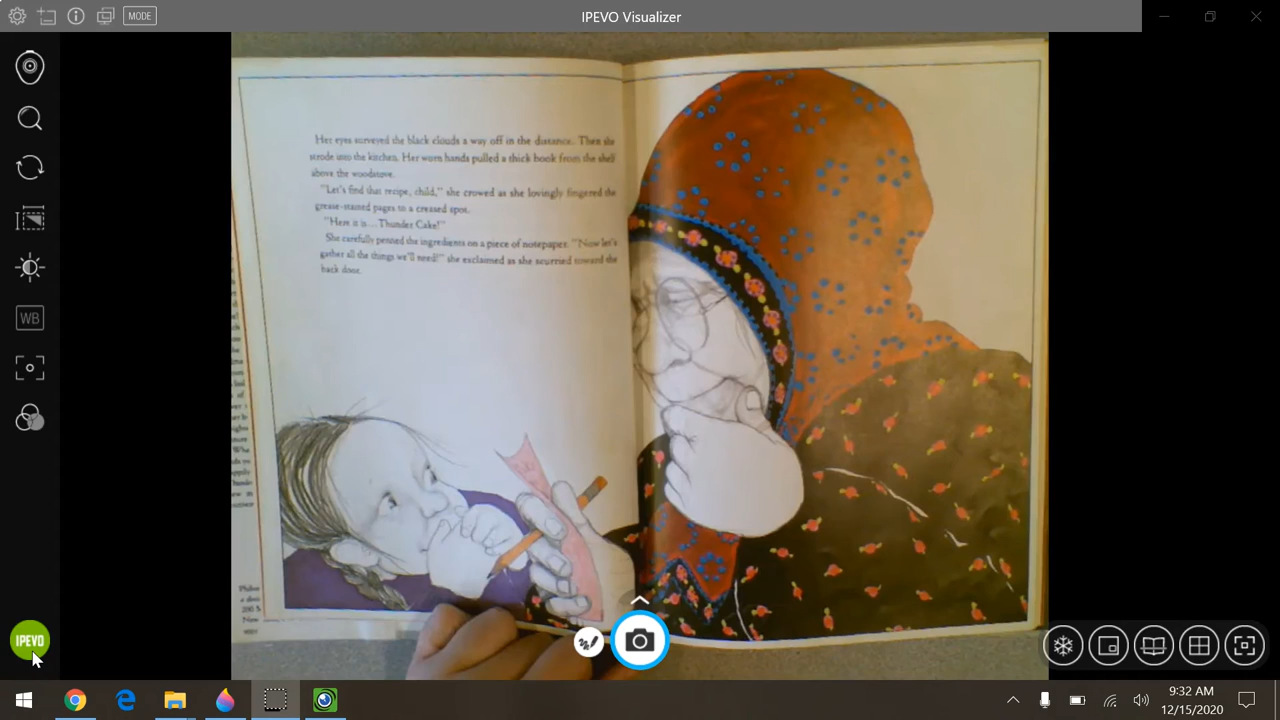 MODE
IPEVO Visualizer
WB
Her eyes surveyed the black clouds a way off in the distance. Then she
strode into the kitchen. Her worn hands pulled a thick book from the shelf
above the woodstove.
"Let's find that recipe, child," she crowed as she lovingly fingered the
grease-stained pages to a creased spot.
"Here it is... Thunder Cake!"
She carefully penned the ingredients on a piece of notepaper. "Now let's
gather all the things we'll need!" she exclaimed as she scurried toward the
back door.
IPEVO
9:32 AM
12/15/2020